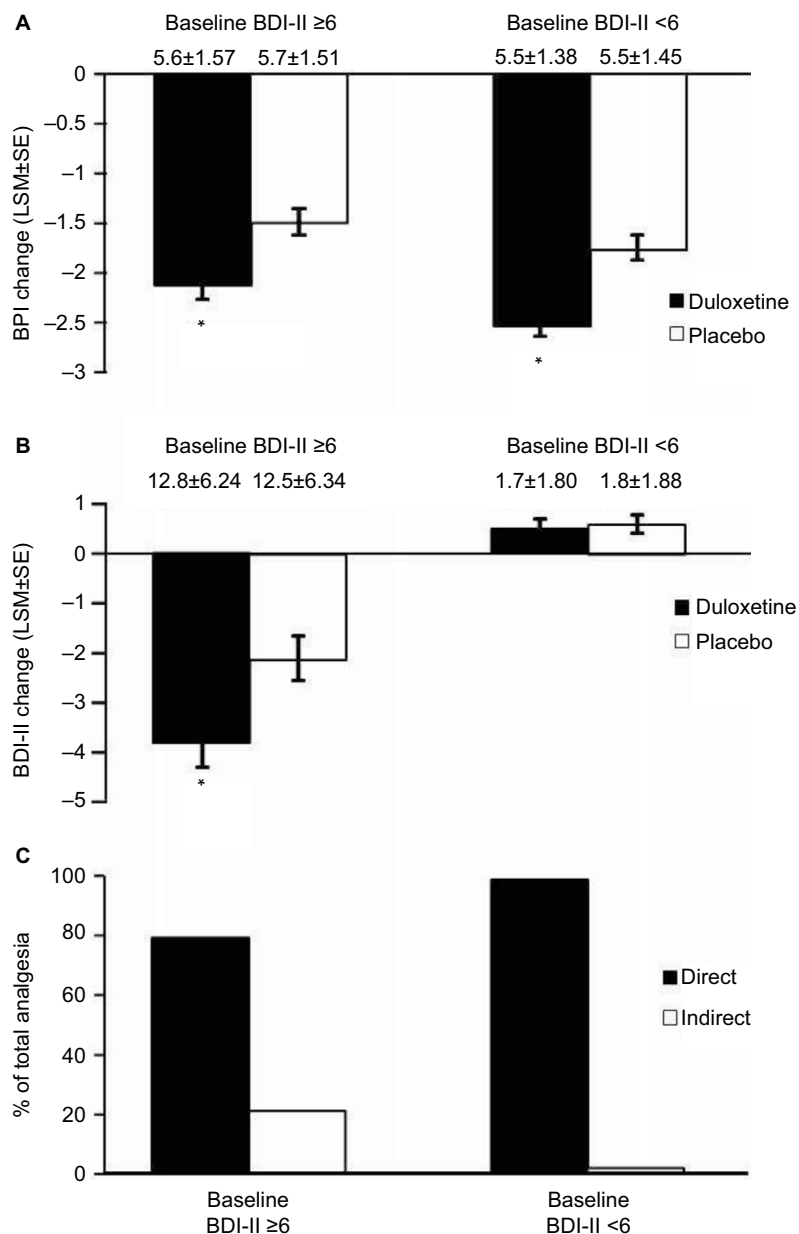 A
Baseline BDI-II ≥6 Baseline BDI-II <6
5.6±1.57 5.7±1.51 5.5±1.38 5.5±1.45
BPI change (LSM±SE)
0
–0.5
–1
–1.5
–2
–2.5
–3
* *
Duloxetine
Placebo
B
Baseline BDI-II ≥6 Baseline BDI-II <6
12.8±6.24 12.5±6.34 1.7±1.80 1.8±1.88
BDI-II change (LSM±SE)
1
0
–1
–2
–3
–4
–5
*
Duloxetine
Placebo
C
% of total analgesia
100
80
60
40
20
0
Direct
Indirect
Baseline Baseline
BDI-II ≥6 BDI-II <6